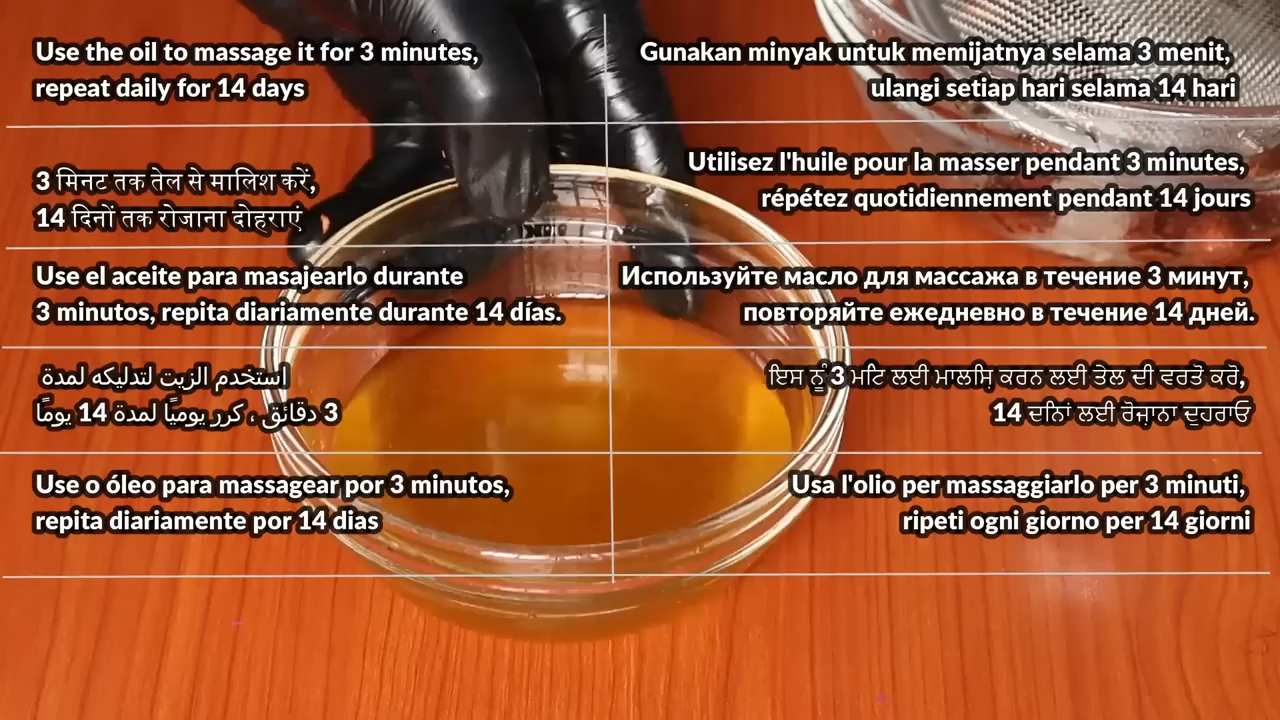 Use the oil to massage it for 3 minutes,
repeat daily for 14 days
Gunakan minyak untuk memijatnya selama 3 menit,
ulangi setiap hari selama 14 hari
3 मिनट तक तेल से मालिश करें,
14 दिनों तक रोजाना दोहराएं
Utilisez l'huile pour la masser pendant 3 minutes,
répétez quotidiennement pendant 14 jours
Use el aceite para masajearlo durante
3 minutos, repita diariamente durante 14 días.
Используйте масло для массажа в течение 3 минут,
повторяйте ежедневно в течение 14 дней.
استخدم الزيت لتدليكه لمدة
3 دقائق ، كرر يوميًا لمدة 14 يومًا
ਇਸ ਨੂੰ 3 ਮਿਟ ਲਈ ਮਾਲਸ਼ਿ ਕਰਨ ਲਈ ਤੇਲ ਦੀ ਵਰਤੋਂ ਕਰੋ,
14 ਦਿਨਾਂ ਲਈ ਰੋਜ਼ਾਨਾ ਦੁਹਰਾਓ
Use o óleo para massagear por 3 minutos,
repita diariamente por 14 dias
Usa l'olio per massaggiarlo per 3 minuti,
ripeti ogni giorno per 14 giorni